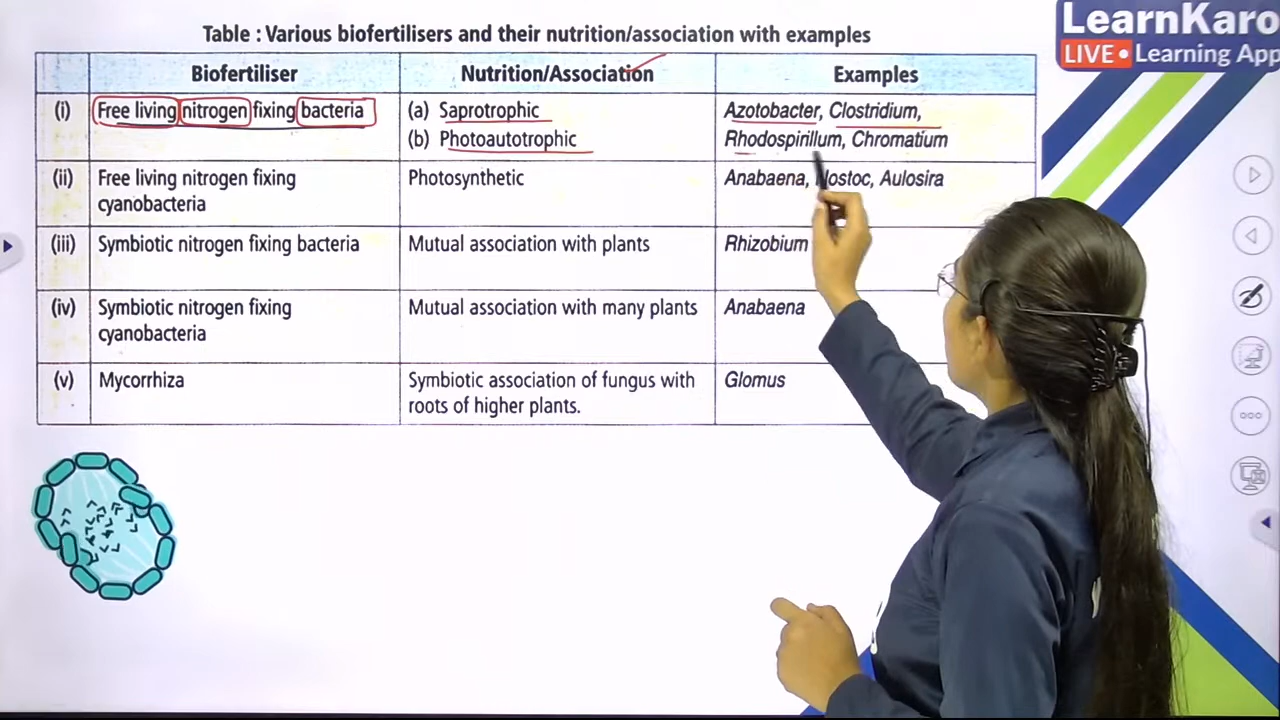 Table : Various biofertilisers and their nutrition/association with examples
LearnKaro
LIVE • Learning App
Biofertiliser
Nutrition/Association
Examples
(i)
Free living nitrogen fixing bacteria
(a) Saprotrophic
Azotobacter, Clostridium,
(b) Photoautotrophic
Rhodospirillum, Chromatium
(ii)
Free living nitrogen fixing
cyanobacteria
Photosynthetic
Anabaena, Nostoc, Aulosira
(iii)
Symbiotic nitrogen fixing bacteria
Mutual association with plants
Rhizobium
(iv)
Symbiotic nitrogen fixing
cyanobacteria
Mutual association with many plants
Anabaena
(v)
Mycorrhiza
Symbiotic association of fungus with
roots of higher plants.
Glomus